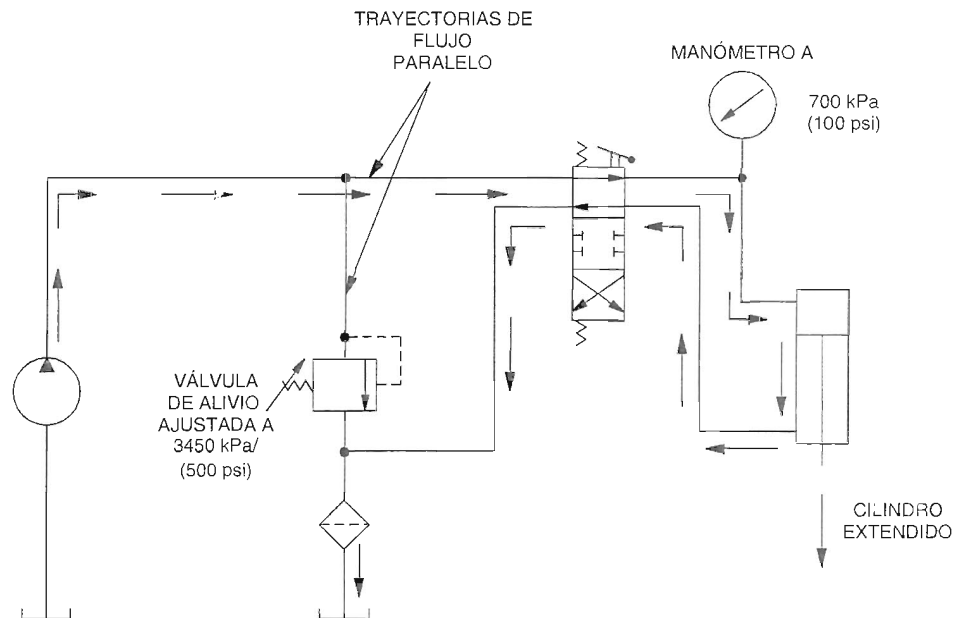 TRAYECTORIAS DE
FLUJO
PARALELO
MANÓMETRO A
700 kPa
(100 psi)
VÁLVULA
DE ALIVIO
AJUSTADA A
3450 kPa/
(500 psi)
CILINDRO
EXTENDIDO